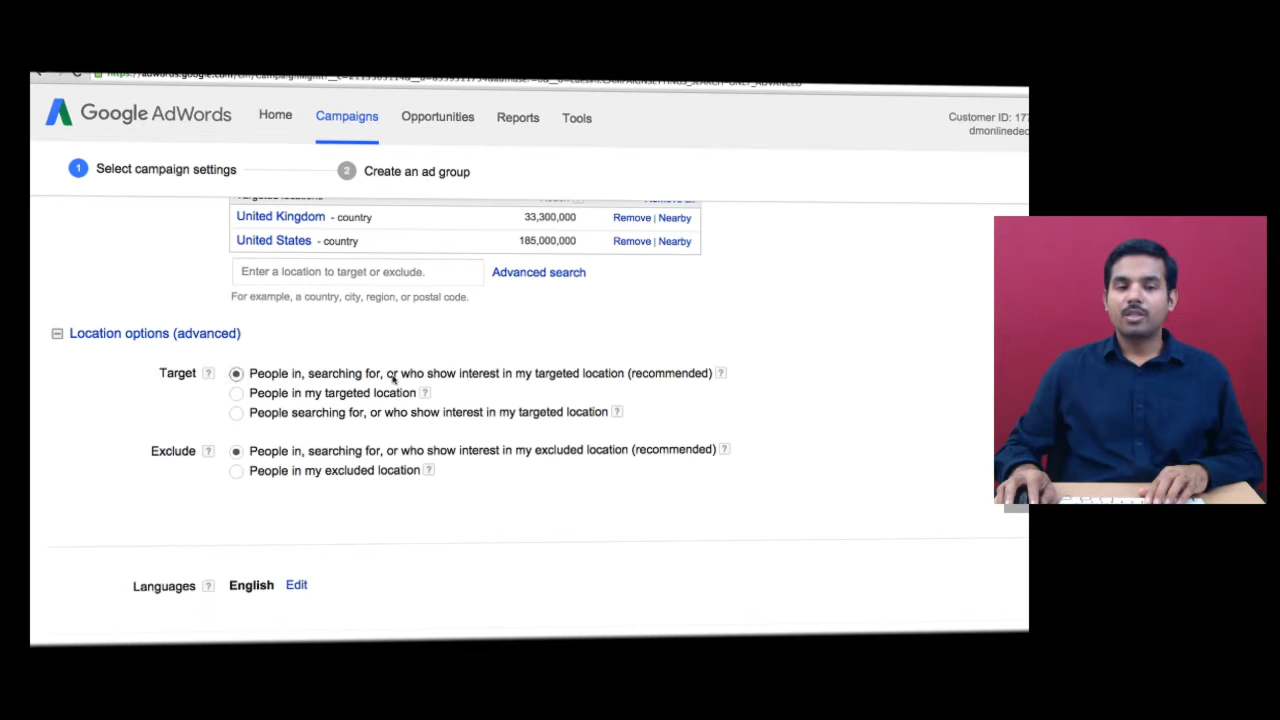 Google AdWords Home Campaigns Opportunities Reports Tools
Customer ID: 177
dmonlinedec
1 Select campaign settings 2 Create an ad group
United Kingdom - country 33,300,000 Remove | Nearby
United States - country 185,000,000 Remove | Nearby
Enter a location to target or exclude. Advanced search
For example, a country, city, region, or postal code.
Location options (advanced)
Target ? People in, searching for, or who show interest in my targeted location (recommended) ?
People in my targeted location ?
People searching for, or who show interest in my targeted location ?
Exclude ? People in, searching for, or who show interest in my excluded location (recommended) ?
People in my excluded location ?
Languages ? English Edit